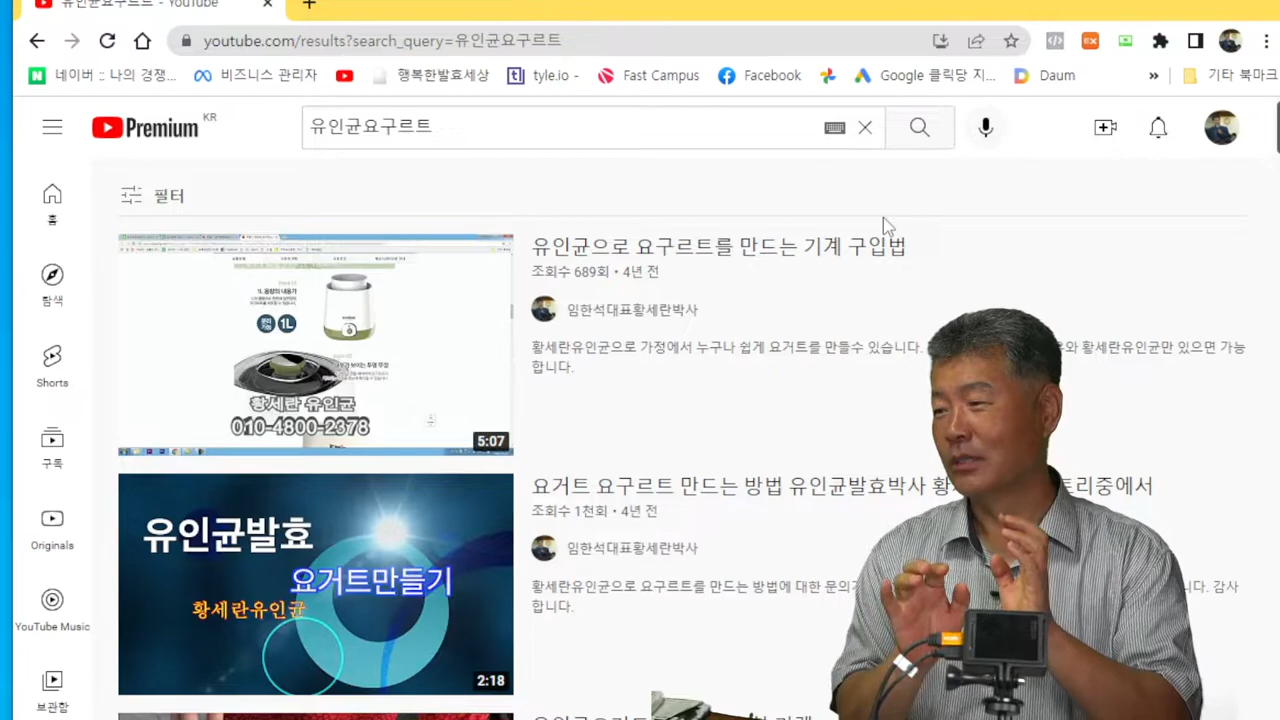 유인균요구르트 - YouTube
youtube.com/results?search_query=유인균요구르트
네이버 :: 나의 경쟁... 비즈니스 관리자 행복한발효세상 tyle.io - Fast Campus Facebook Google 클릭당 지... Daum » 기타 북마크
Premium KR
유인균요구르트
필터
홈
탐색
Shorts
구독
Originals
YouTube Music
보관함
1L 용량의 내용기
1L
황세란 유인균
010-4800-2378
5:07
유인균으로 요구르트를 만드는 기계 구입법
조회수 689회 • 4년 전
임한석대표황세란박사
황세란유인균으로 가정에서 누구나 쉽게 요거트를 만들수 있습니다. 와 황세란유인균만 있으면 가능
합니다.
유인균발효
요거트만들기
황세란유인균
2:18
요거트 요구르트 만드는 방법 유인균발효박사 황 트리중에서
조회수 1천회 • 4년 전
임한석대표황세란박사
황세란유인균으로 요구르트를 만드는 방법에 대한 문의 니다. 감사
합니다.